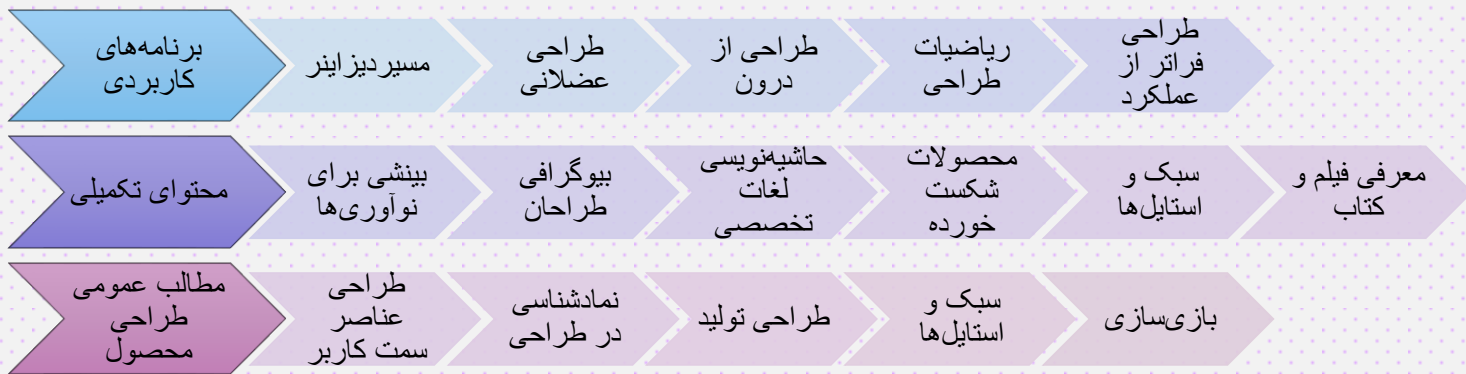 برنامه‌های
کاربردی
مسیردیزاینر
طراحی
عضلانی
طراحی از
درون
ریاضیات
طراحی
طراحی
فراتر از
عملکرد
محتوای تکمیلی
بینشی برای
نوآوری‌ها
بیوگرافی
طراحان
حاشیه‌نویسی
لغات
تخصصی
محصولات
شکست
خورده
سبک و
استایل‌ها
معرفی فیلم و
کتاب
مطالب عمومی
طراحی
محصول
طراحی
عناصر
سمت کاربر
نمادشناسی
در طراحی
طراحی تولید
سبک و
استایل‌ها
بازی‌سازی